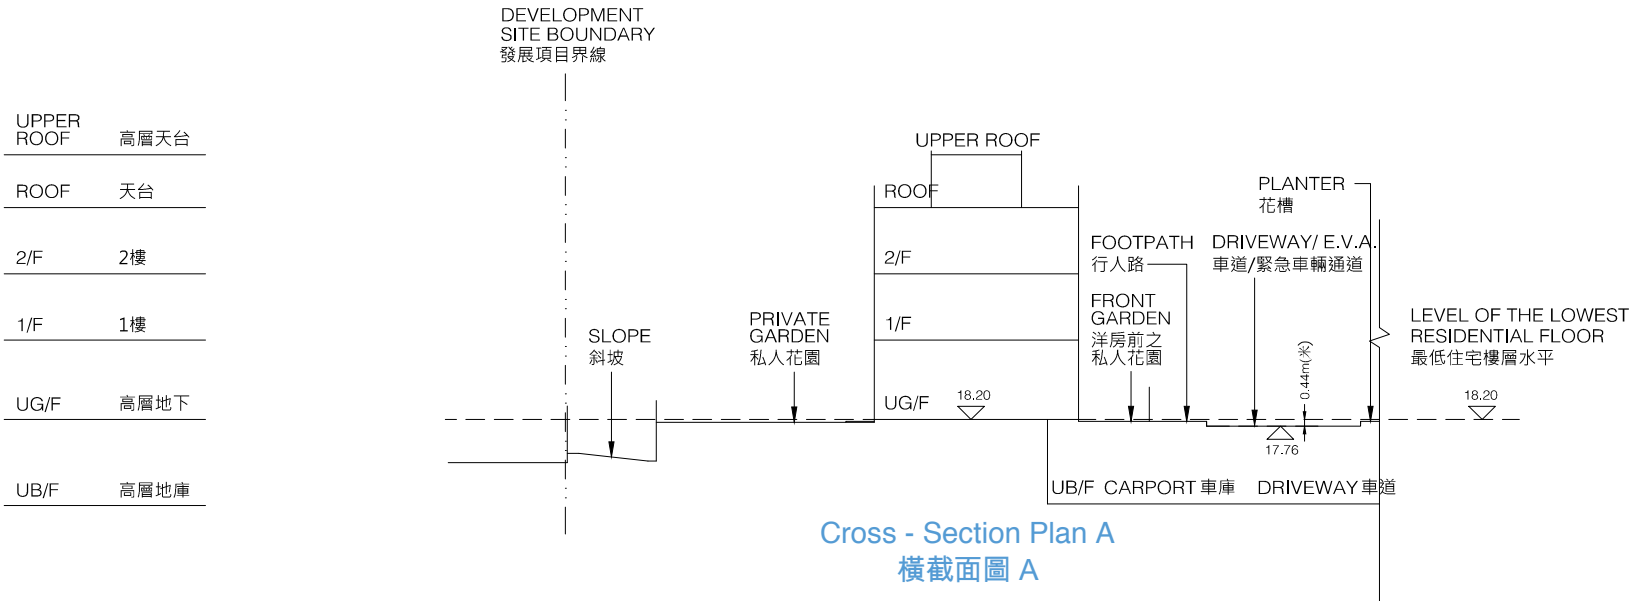 DEVELOPMENT
SITE BOUNDARY
發展項目界線
UPPER
ROOF 高層天台
ROOF 天台
2/F 2樓
1/F 1樓
UG/F 高層地下
UB/F 高層地庫
SLOPE
斜坡
PRIVATE
GARDEN
私人花園
UPPER ROOF
ROOF
2/F
1/F
UG/F
18.20
FOOTPATH
行人路
FRONT
GARDEN
洋房前之
私人花園
DRIVEWAY/ E.V.A.
車道/緊急車輛通道
PLANTER
花槽
0.44m(米)
17.76
LEVEL OF THE LOWEST
RESIDENTIAL FLOOR
最低住宅樓層水平
18.20
UB/F CARPORT 車庫 DRIVEWAY 車道
Cross - Section Plan A
橫截面圖 A